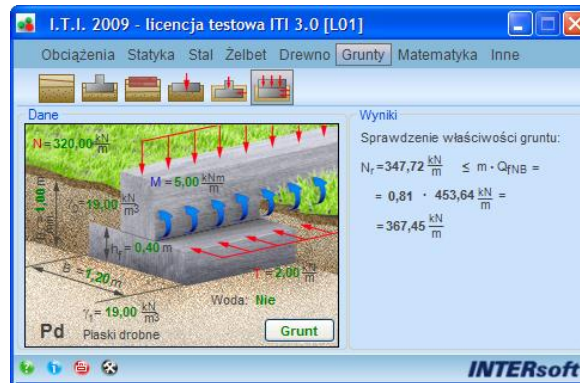 I.T.I. 2009 - licencja testowa ITI 3.0 [L01]
Obciążenia Statyka Stal Żelbet Drewno Grunty Matematyka Inne
Dane
N = 320,00 kN/m
M = 5,00 kNm/m
1,00 m
19,00 kN/m3
hf = 0,40 m
B = 1,20 m
T = 2,00 kN/m
Woda: Nie
γ1 = 19,00 kN/m3
Pd Piaski drobne
Grunt
Wyniki
Sprawdzenie właściwości gruntu:
Nr = 347,72 kN/m ≤ m · QfNB =
= 0,81 · 453,64 kN/m =
= 367,45 kN/m
INTERsoft